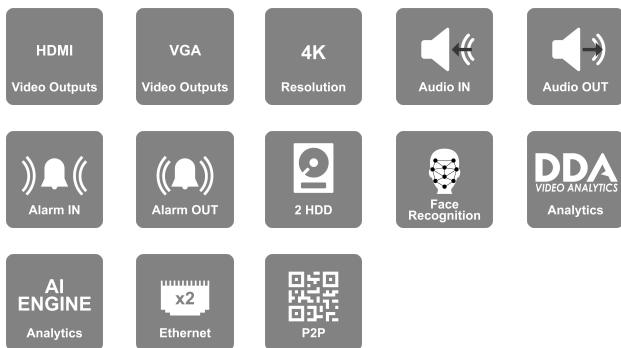 HDMI
Video Outputs
VGA
Video Outputs
4K
Resolution
Audio IN
Audio OUT
Alarm IN
Alarm OUT
2 HDD
Face
Recognition
DDA
VIDEO ANALYTICS
Analytics
AI
ENGINE
Analytics
x2
Ethernet
P2P